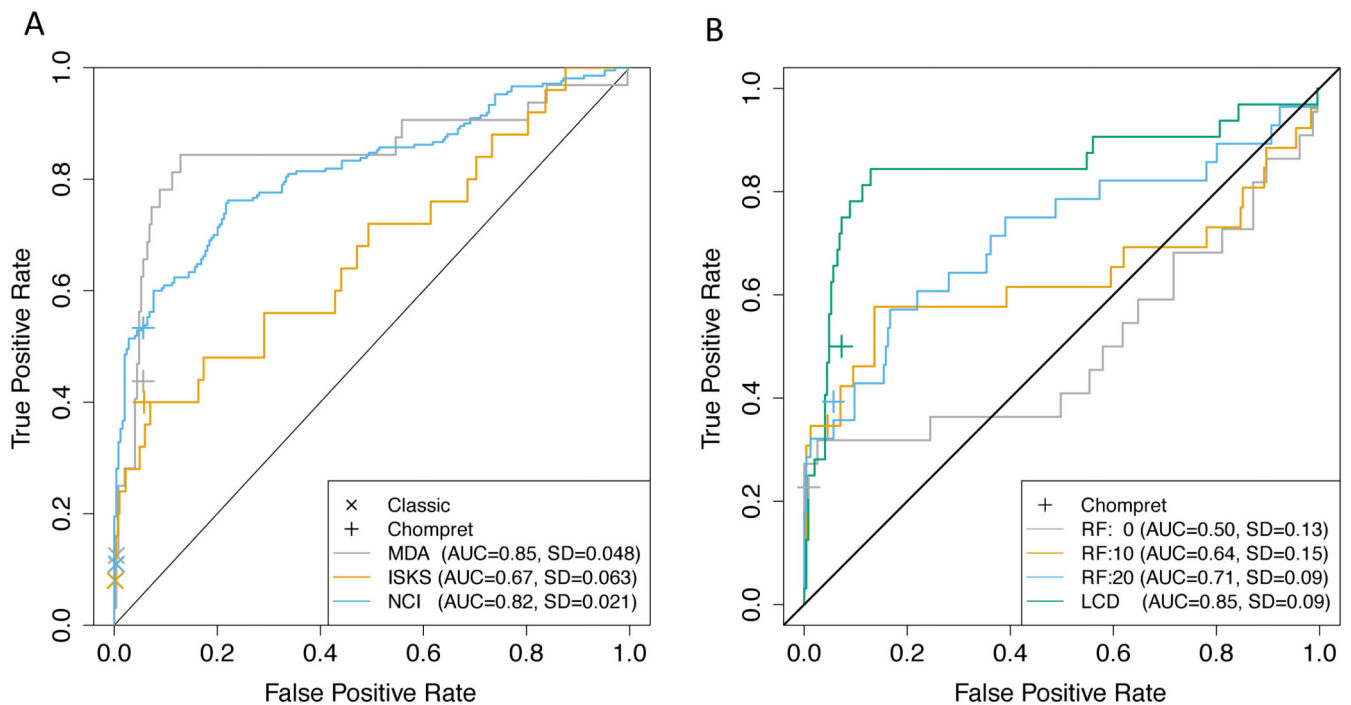 A
1.0
0.8
0.6
0.4
0.2
0.0
True Positive Rate
0.0 0.2 0.4 0.6 0.8 1.0
False Positive Rate
Classic
Chompret
MDA (AUC=0.85, SD=0.048)
ISKS (AUC=0.67, SD=0.063)
NCI (AUC=0.82, SD=0.021)
B
1.0
0.8
0.6
0.4
0.2
0.0
True Positive Rate
0.0 0.2 0.4 0.6 0.8 1.0
False Positive Rate
Chompret
RF: 0 (AUC=0.50, SD=0.13)
RF:10 (AUC=0.64, SD=0.15)
RF:20 (AUC=0.71, SD=0.09)
LCD (AUC=0.85, SD=0.09)